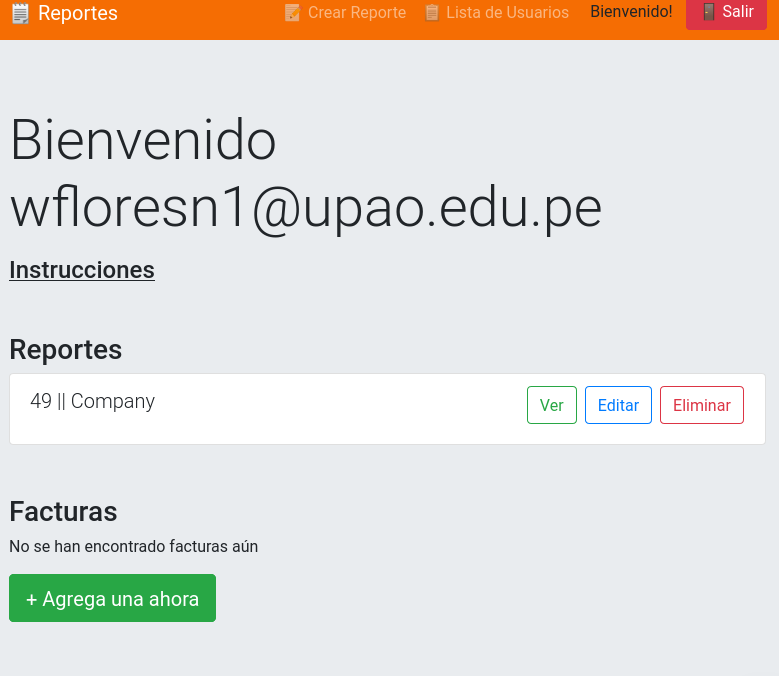 Reportes
Crear Reporte
Lista de Usuarios
Bienvenido!
Salir
Bienvenido
wfloresn1@upao.edu.pe
Instrucciones
Reportes
49 || Company
Ver
Editar
Eliminar
Facturas
No se han encontrado facturas aún
+ Agrega una ahora